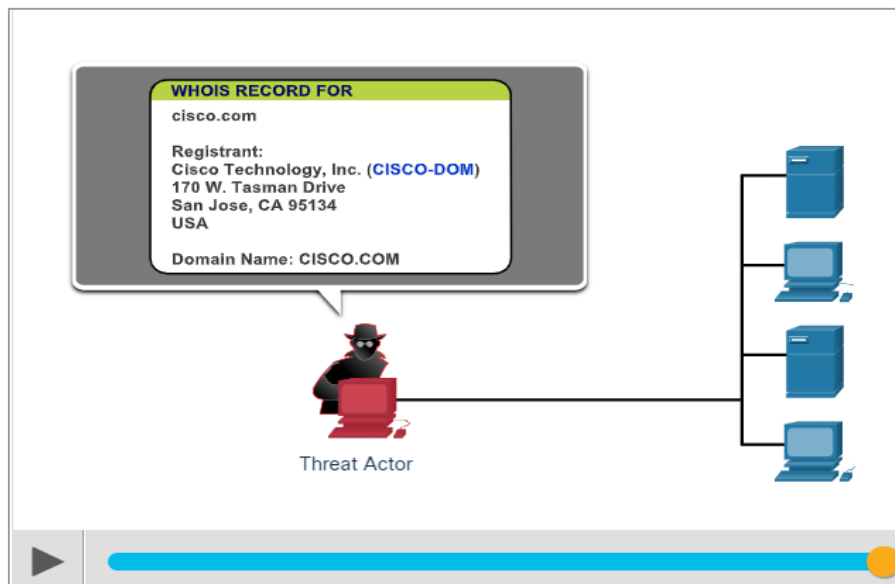 WHOIS RECORD FOR
cisco.com
Registrant:
Cisco Technology, Inc. (CISCO-DOM)
170 W. Tasman Drive
San Jose, CA 95134
USA
Domain Name: CISCO.COM
Threat Actor